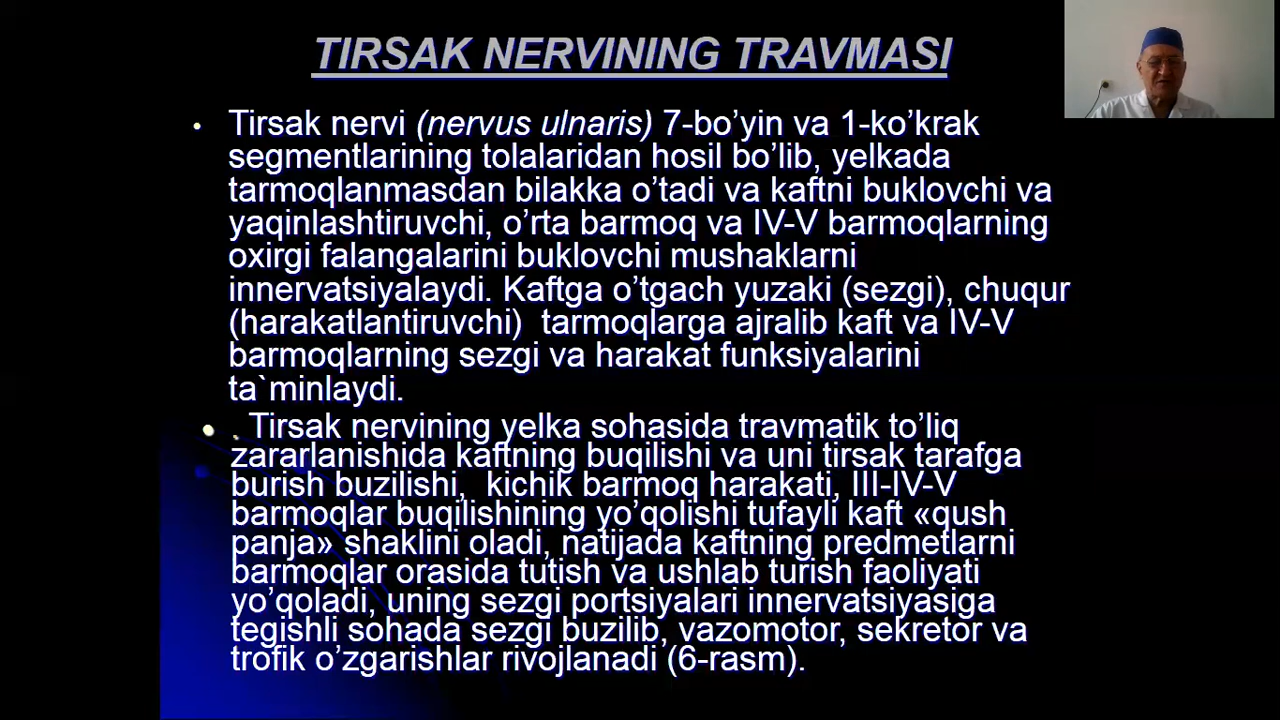 TIRSAK NERVINING TRAVMASI
• Tirsak nervi (nervus ulnaris) 7-bo’yin va 1-ko’krak
segmentlarining tolalaridan hosil bo’lib, yelkada
tarmoqlanmasdan bilakka o’tadi va kaftni buklovchi va
yaqinlashtiruvchi, o’rta barmoq va IV-V barmoqlarning
oxirgi falangalarini buklovchi mushaklarni
innervatsiyalaydi. Kaftga o’tgach yuzaki (sezgi), chuqur
(harakatlantiruvchi) tarmoqlarga ajralib kaft va IV-V
barmoqlarning sezgi va harakat funksiyalarini
ta`minlaydi.
• . Tirsak nervining yelka sohasida travmatik to’liq
zararlanishida kaftning buqilishi va uni tirsak tarafga
burish buzilishi, kichik barmoq harakati, III-IV-V
barmoqlar buqilishining yo’qolishi tufayli kaft «qush
panja» shaklini oladi, natijada kaftning predmetlarni
barmoqlar orasida tutish va ushlab turish faoliyati
yo’qoladi, uning sezgi portsiyalari innervatsiyasiga
tegishli sohada sezgi buzilib, vazomotor, sekretor va
trofik o’zgarishlar rivojlanadi (6-rasm).